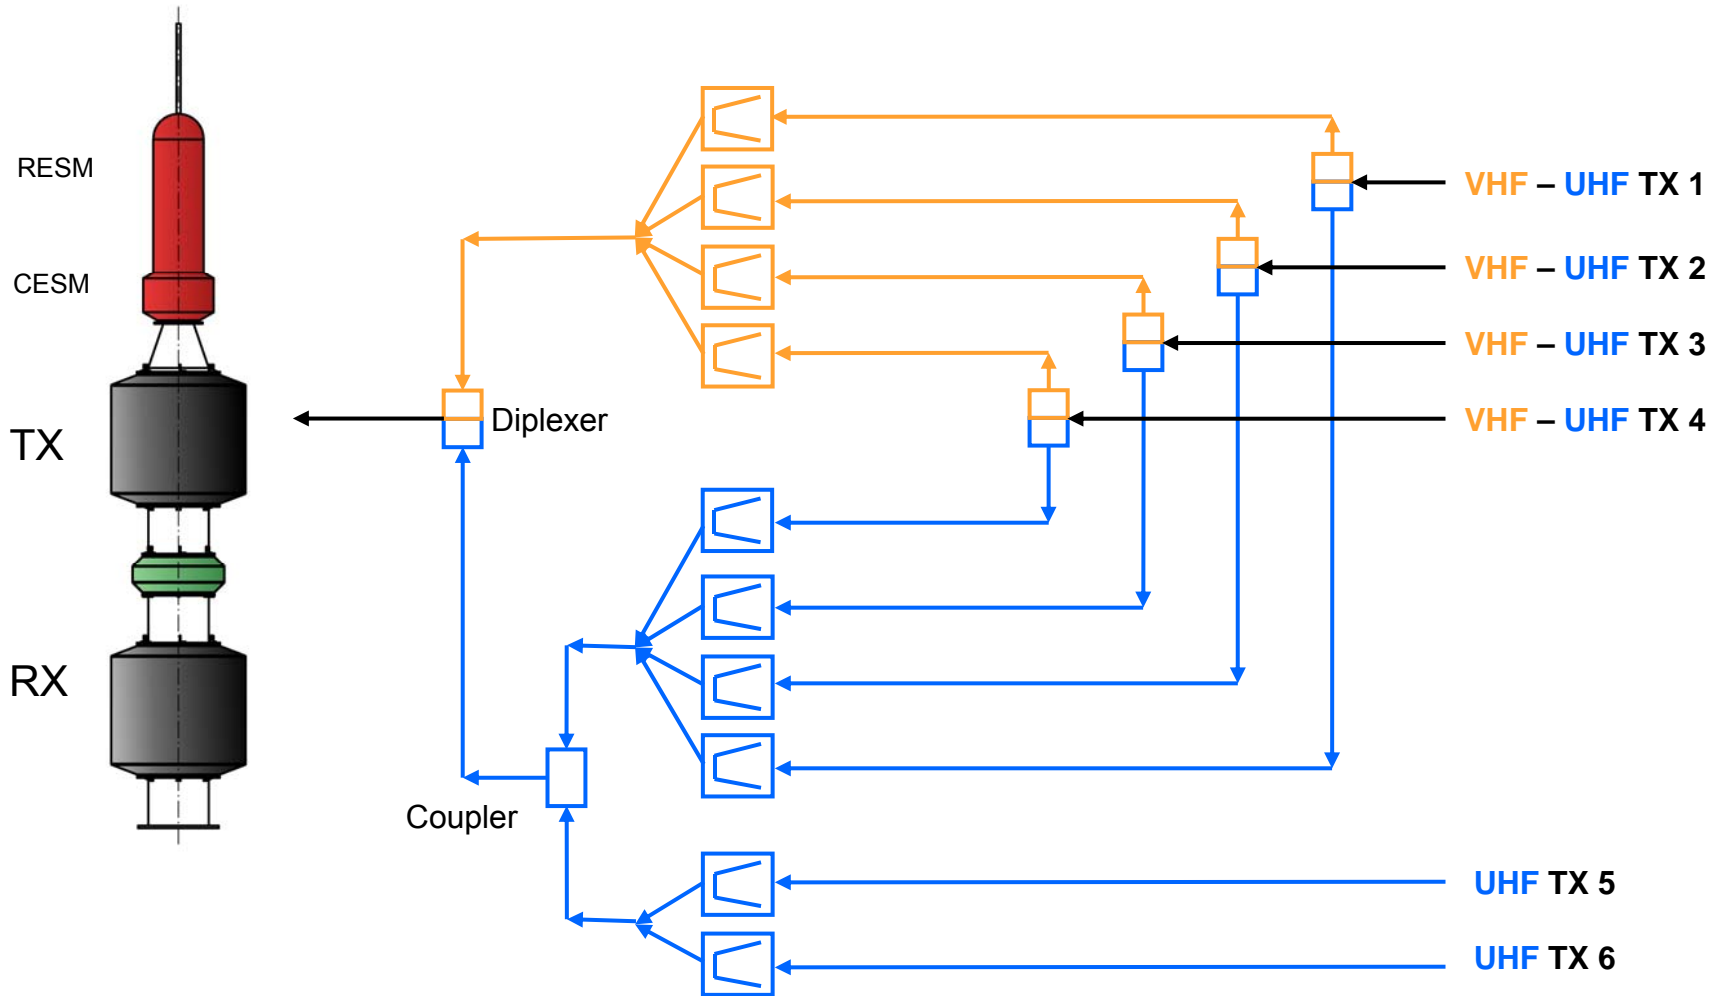 RESM
CESM
TX
RX
Diplexer
Coupler
VHF – UHF TX 1
VHF – UHF TX 2
VHF – UHF TX 3
VHF – UHF TX 4
UHF TX 5
UHF TX 6